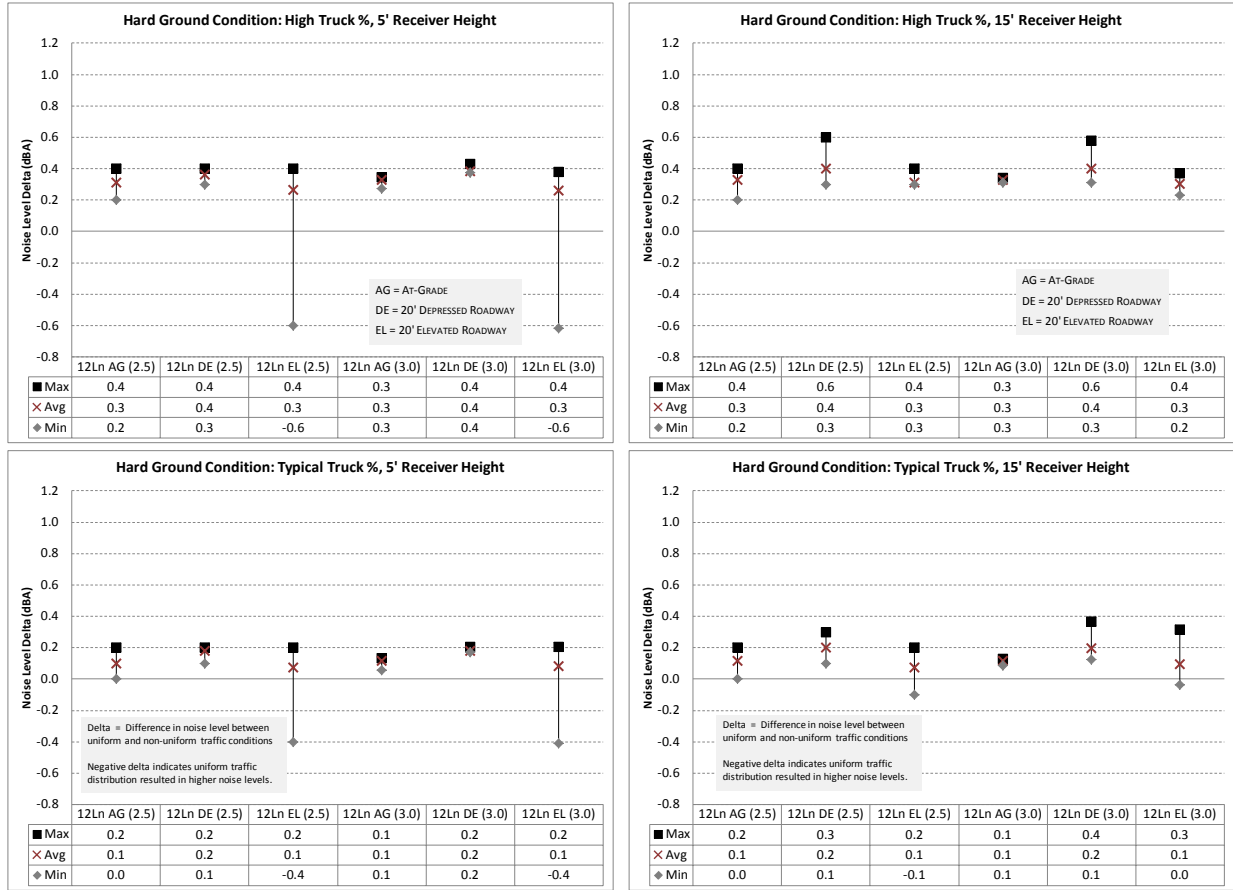 Hard Ground Condition: High Truck %, 5' Receiver Height
Noise Level Delta (dBA)
1.2
1.0
0.8
0.6
0.4
0.2
0.0
-0.2
-0.4
-0.6
-0.8
AG = AT-GRADE
DE = 20' DEPRESSED ROADWAY
EL = 20' ELEVATED ROADWAY
12Ln AG (2.5) 12Ln DE (2.5) 12Ln EL (2.5) 12Ln AG (3.0) 12Ln DE (3.0) 12Ln EL (3.0)
Max 0.4 0.4 0.4 0.3 0.4 0.4
Avg 0.3 0.4 0.3 0.3 0.4 0.3
Min 0.2 0.3 -0.6 0.3 0.4 -0.6
Hard Ground Condition: High Truck %, 15' Receiver Height
Noise Level Delta (dBA)
1.2
1.0
0.8
0.6
0.4
0.2
0.0
-0.2
-0.4
-0.6
-0.8
AG = AT-GRADE
DE = 20' DEPRESSED ROADWAY
EL = 20' ELEVATED ROADWAY
12Ln AG (2.5) 12Ln DE (2.5) 12Ln EL (2.5) 12Ln AG (3.0) 12Ln DE (3.0) 12Ln EL (3.0)
Max 0.4 0.6 0.4 0.3 0.6 0.4
Avg 0.3 0.4 0.3 0.3 0.4 0.3
Min 0.2 0.3 0.3 0.3 0.3 0.2
Hard Ground Condition: Typical Truck %, 5' Receiver Height
Noise Level Delta (dBA)
1.2
1.0
0.8
0.6
0.4
0.2
0.0
-0.2
-0.4
-0.6
-0.8
Delta = Difference in noise level between
uniform and non-uniform traffic conditions
Negative delta indicates uniform traffic
distribution resulted in higher noise levels.
12Ln AG (2.5) 12Ln DE (2.5) 12Ln EL (2.5) 12Ln AG (3.0) 12Ln DE (3.0) 12Ln EL (3.0)
Max 0.2 0.2 0.2 0.1 0.2 0.2
Avg 0.1 0.2 0.1 0.1 0.2 0.1
Min 0.0 0.1 -0.4 0.1 0.2 -0.4
Hard Ground Condition: Typical Truck %, 15' Receiver Height
Noise Level Delta (dBA)
1.2
1.0
0.8
0.6
0.4
0.2
0.0
-0.2
-0.4
-0.6
-0.8
Delta = Difference in noise level between
uniform and non-uniform traffic conditions
Negative delta indicates uniform traffic
distribution resulted in higher noise levels.
12Ln AG (2.5) 12Ln DE (2.5) 12Ln EL (2.5) 12Ln AG (3.0) 12Ln DE (3.0) 12Ln EL (3.0)
Max 0.2 0.3 0.2 0.1 0.4 0.3
Avg 0.1 0.2 0.1 0.1 0.2 0.1
Min 0.0 0.1 -0.1 0.1 0.1 0.0